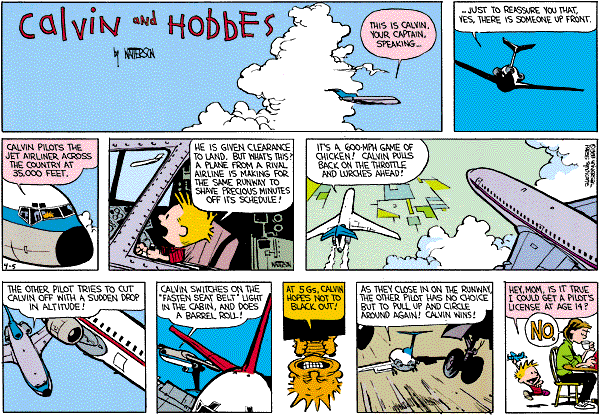 Calvin and HobbEs
by WATTERSON
THIS IS CALVIN,
YOUR CAPTAIN,
SPEAKING...
...JUST TO REASSURE YOU THAT,
YES, THERE IS SOMEONE UP FRONT.
CALVIN PILOTS THE
JET AIRLINER ACROSS
THE COUNTRY AT
35,000 FEET.
9-5
HE IS GIVEN CLEARANCE
TO LAND. BUT WHAT'S THIS?
A PLANE FROM A RIVAL
AIRLINE IS MAKING FOR
THE SAME RUNWAY TO
SHAVE PRECIOUS MINUTES
OFF ITS SCHEDULE!
WATTERSON
IT'S A 600-MPH GAME OF
CHICKEN! CALVIN PULLS
BACK ON THE THROTTLE
AND LURCHES AHEAD!
THE OTHER PILOT TRIES TO CUT
CALVIN OFF WITH A SUDDEN DROP
IN ALTITUDE!
CALVIN SWITCHES ON THE
"FASTEN SEAT BELT" LIGHT
IN THE CABIN, AND DOES
A BARREL ROLL!
AT 5 Gs, CALVIN
HOPES NOT TO
BLACK OUT!
AS THEY CLOSE IN ON THE RUNWAY,
THE OTHER PILOT HAS NO CHOICE
BUT TO PULL UP AND CIRCLE
AROUND AGAIN! CALVIN WINS!
HEY, MOM, IS IT TRUE
I COULD GET A PILOT'S
LICENSE AT AGE 14?
NO.